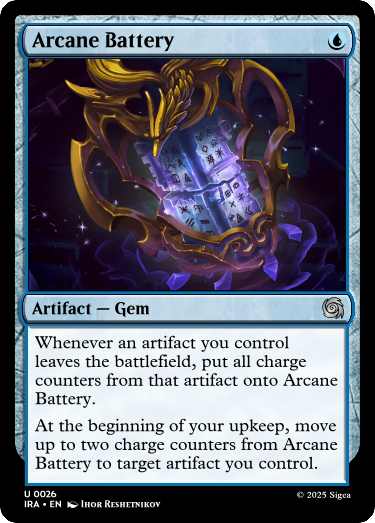 Arcane Battery
Artifact — Gem
Whenever an artifact you control
leaves the battlefield, put all charge
counters from that artifact onto Arcane
Battery.
At the beginning of your upkeep, move
up to two charge counters from Arcane
Battery to target artifact you control.
U 0026
IRA • EN Ihor Reshetnikov
© 2025 Sigea